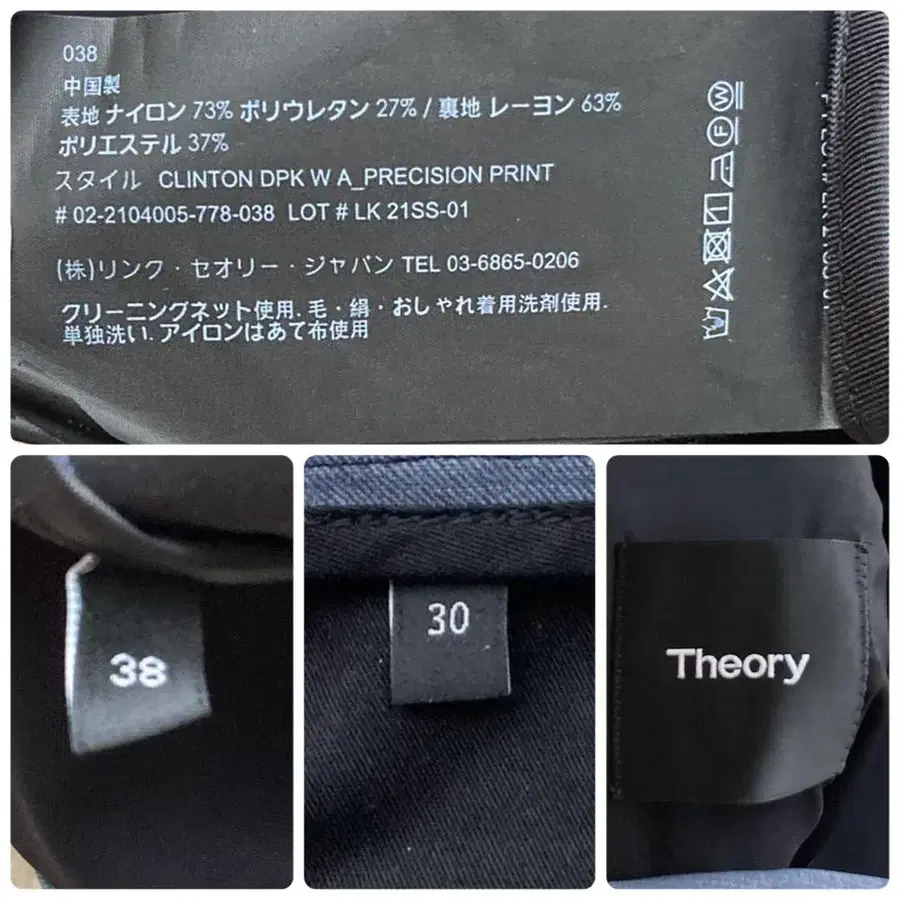 038
中国製
表地 ナイロン 73% ポリウレタン 27% / 裏地 レーヨン 63%
ポリエステル 37%
スタイル CLINTON DPK W A_PRECISION PRINT
# 02-2104005-778-038 LOT # LK 21SS-01
(株)リンク・セオリー・ジャパン TEL 03-6865-0206
クリーニングネット使用. 毛・絹・おしゃれ着用洗剤使用.
単独洗い. アイロンはあて布使用
W
F
38
30
Theory